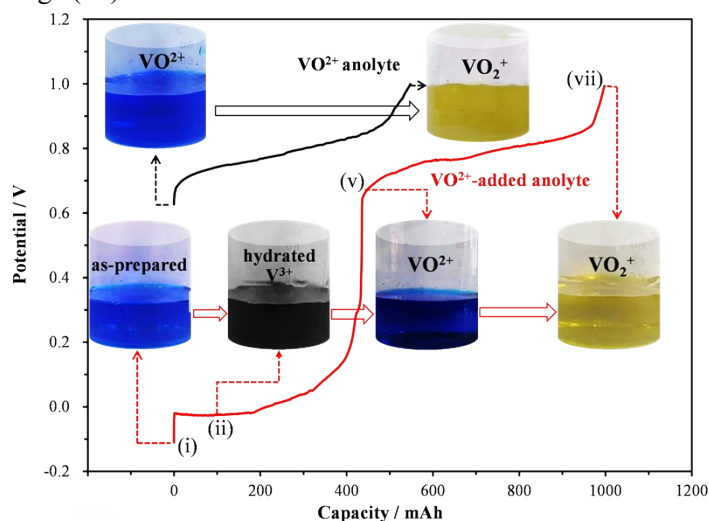 1.2
1.0
0.8
0.6
0.4
0.2
0.0
-0.2
Potential / V
VO²⁺
VO²⁺ anolyte
VO₂⁺
(vii)
(v)
VO²⁺-added anolyte
as-prepared
hydrated
V³⁺
VO²⁺
VO₂⁺
(i)
(ii)
0 200 400 600 800 1000 1200
Capacity / mAh